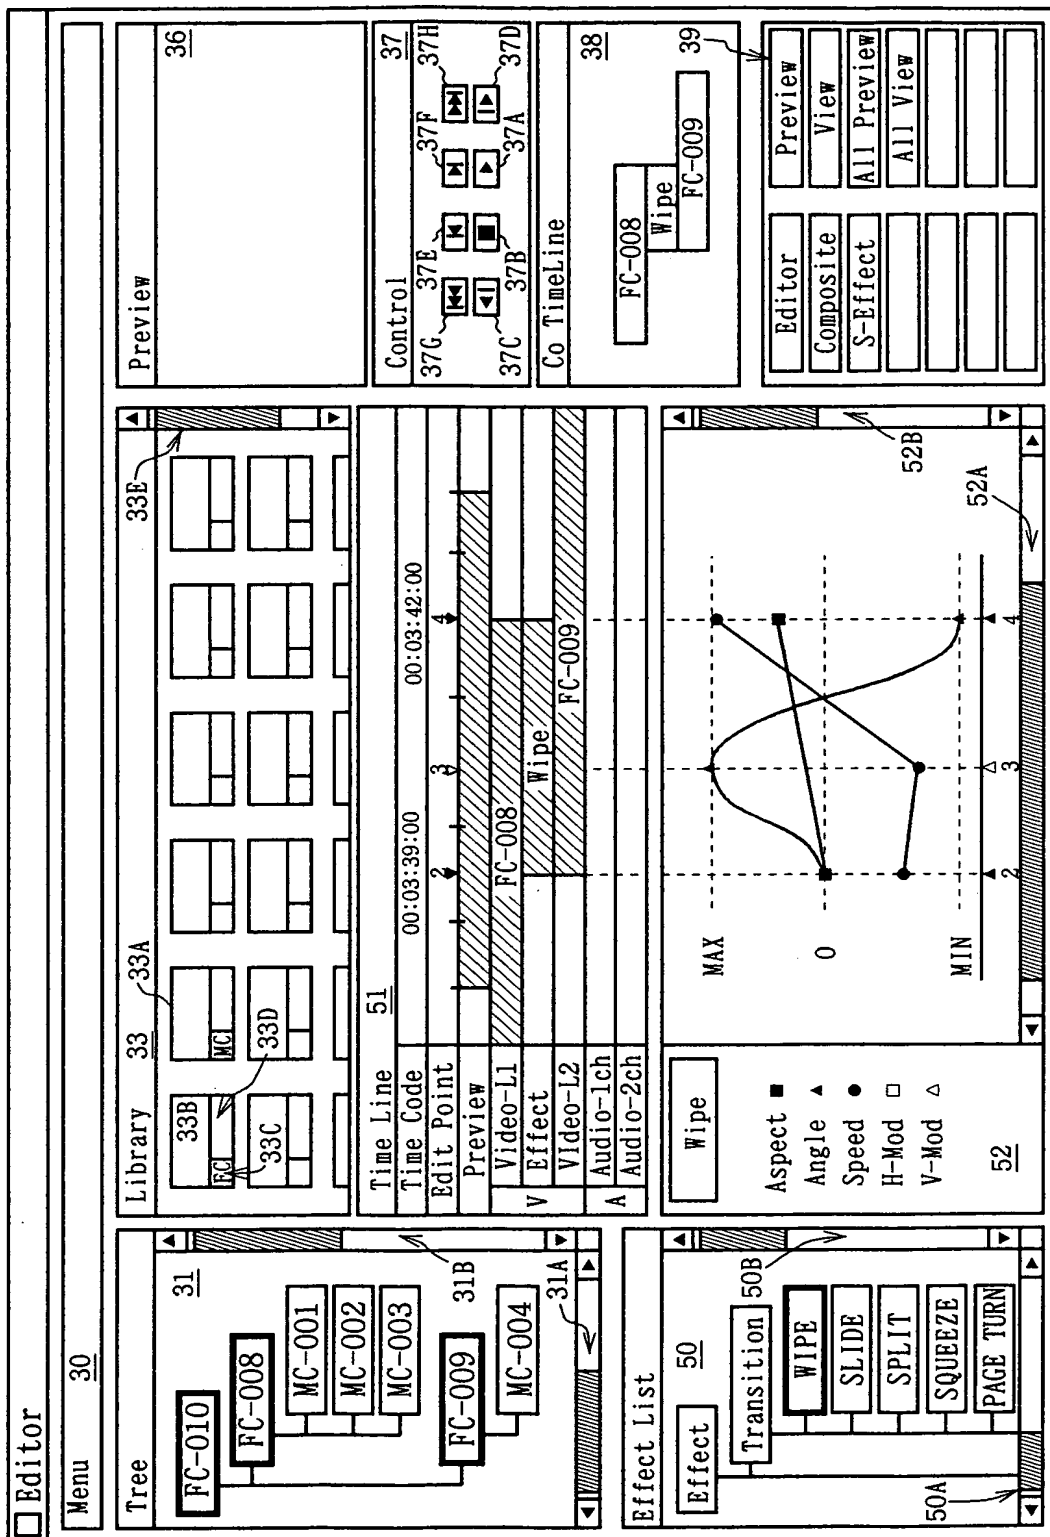 Editor
Menu 30
Tree
31
FC-010
FC-008
MC-001
MC-002
MC-003
FC-009
MC-004
31B
31A
Library 33
33A
33B
EC
33C
33D
MC
33E
Preview
36
Control 37
37G 37E 37F 37H
37C 37B 37A 37D
Co TimeLine 38
FC-008
Wipe
FC-009
39
Editor Preview
Composite View
S-Effect All Preview
All View
Time Line 51
Time Code 00:03:39:00 00:03:42:00
Edit Point 2 3 4
Preview
V
Video-L1 FC-008
Effect Wipe
VIdeo-L2 FC-009
A
Audio-1ch
Audio-2ch
Effect List
50
Effect
Transition
WIPE
SLIDE
SPLIT
SQUEEZE
PAGE TURN
50B
50A
Wipe
Aspect
Angle
Speed
H-Mod
V-Mod
52
MAX
0
MIN
2 3 4
52B
52A